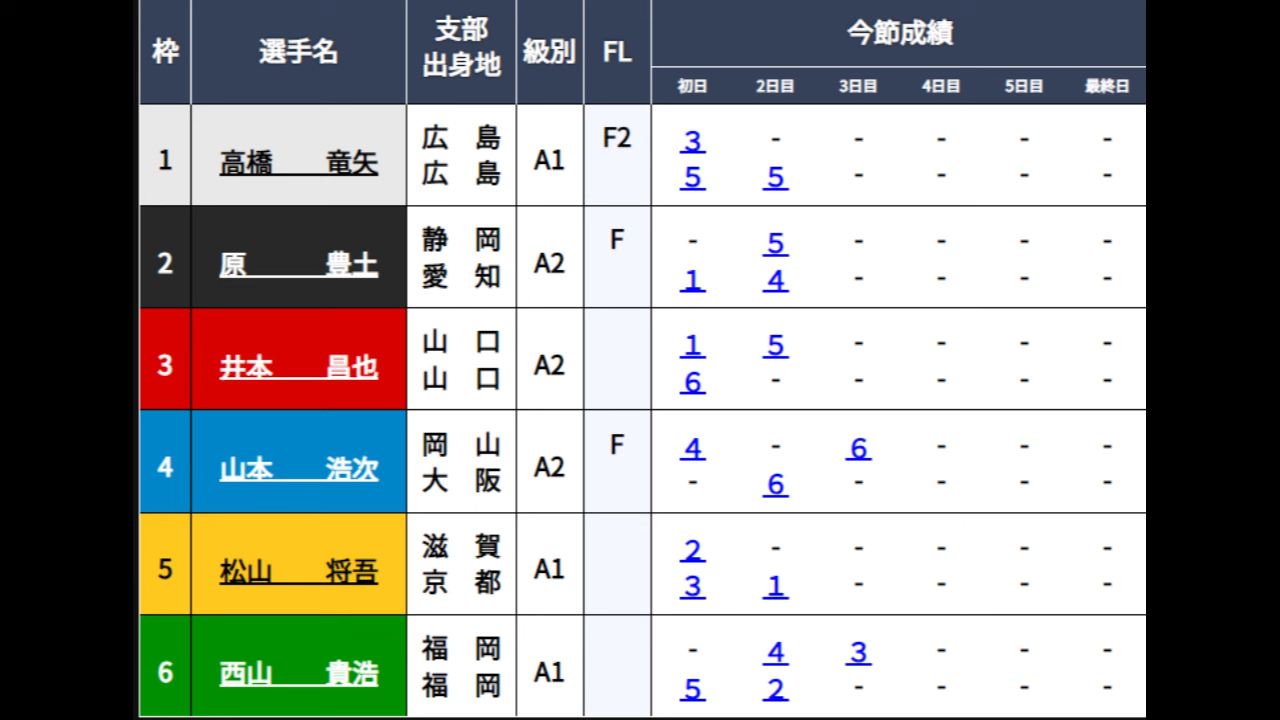 枠 選手名 支部 出身地 級別 FL 今節成績
初日 2日目 3日目 4日目 5日目 最終日
1 高橋 竜矢 広島 A1 F2 3 - - - - -
広島 5 5 - - - -
2 原 豊土 静岡 A2 F - 5 - - - -
愛知 1 4 - - - -
3 井本 昌也 山口 A2 1 5 - - - -
山口 6 - - - - -
4 山本 浩次 岡山 A2 F 4 - 6 - - -
大阪 - 6 - - - -
5 松山 将吾 滋賀 A1 2 - - - - -
京都 3 1 - - - -
6 西山 貴浩 福岡 A1 - 4 3 - - -
福岡 5 2 - - - -